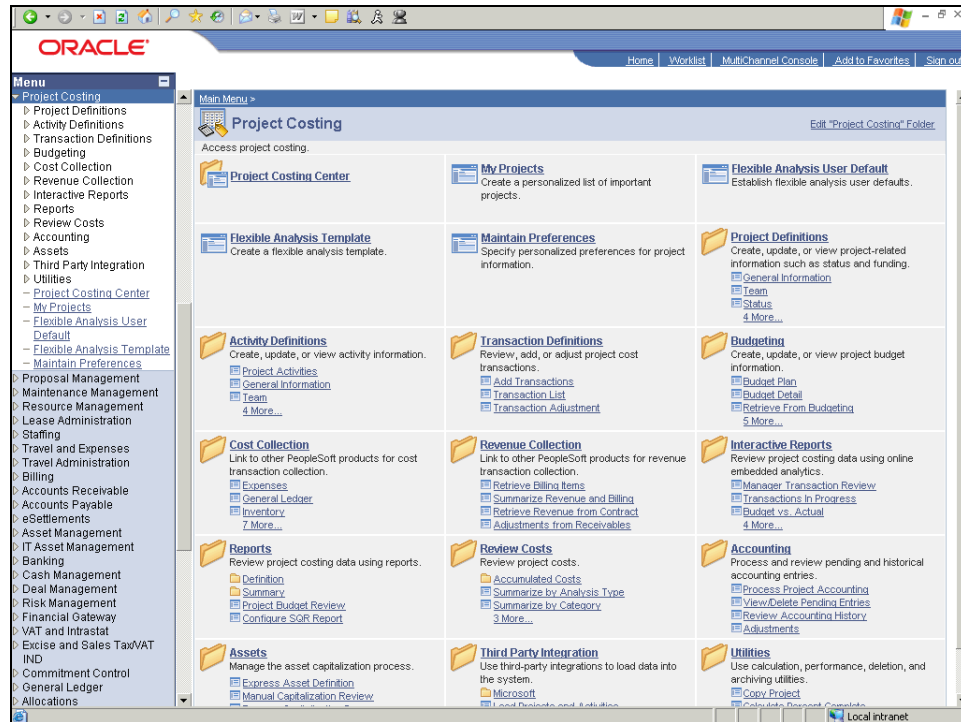 ORACLE'
Home Worklist MultiChannel Console Add to Favorites Sign out
Menu
Project Costing
Project Definitions
Activity Definitions
Transaction Definitions
Budgeting
Cost Collection
Revenue Collection
Interactive Reports
Reports
Review Costs
Accounting
Assets
Third Party Integration
Utilities
Project Costing Center
My Projects
Flexible Analysis User
Default
Flexible Analysis Template
Maintain Preferences
Proposal Management
Maintenance Management
Resource Management
Lease Administration
Staffing
Travel and Expenses
Travel Administration
Billing
Accounts Receivable
Accounts Payable
eSettlements
Asset Management
IT Asset Management
Banking
Cash Management
Deal Management
Risk Management
Financial Gateway
VAT and Intrastat
Excise and Sales Tax/VAT
IND
Commitment Control
General Ledger
Allocations
Main Menu >
Project Costing
Edit "Project Costing" Folder
Access project costing.
Project Costing Center
My Projects
Create a personalized list of important
projects.
Flexible Analysis User Default
Establish flexible analysis user defaults.
Flexible Analysis Template
Create a flexible analysis template.
Maintain Preferences
Specify personalized preferences for project
information.
Project Definitions
Create, update, or view project-related
information such as status and funding.
General Information
Team
Status
4 More...
Activity Definitions
Create, update, or view activity information.
Project Activities
General Information
Team
4 More...
Transaction Definitions
Review, add, or adjust project cost
transactions.
Add Transactions
Transaction List
Transaction Adjustment
Budgeting
Create, update, or view project budget
information.
Budget Plan
Budget Detail
Retrieve From Budgeting
5 More...
Cost Collection
Link to other PeopleSoft products for cost
transaction collection.
Expenses
General Ledger
Inventory
7 More...
Revenue Collection
Link to other PeopleSoft products for revenue
transaction collection.
Retrieve Billing Items
Summarize Revenue and Billing
Retrieve Revenue from Contract
Adjustments from Receivables
Interactive Reports
Review project costing data using online
embedded analytics.
Manager Transaction Review
Transactions In Progress
Budget vs. Actual
4 More...
Reports
Review project costing data using reports.
Definition
Summary
Project Budget Review
Configure SQR Report
Review Costs
Review project costs.
Accumulated Costs
Summarize by Analysis Type
Summarize by Category
3 More...
Accounting
Process and review pending and historical
accounting entries.
Process Project Accounting
View/Delete Pending Entries
Review Accounting History
Adjustments
Assets
Manage the asset capitalization process.
Express Asset Definition
Manual Capitalization Review
Third Party Integration
Use third-party integrations to load data into
the system.
Microsoft
Load Projects and Activities
Utilities
Use calculation, performance, deletion, and
archiving utilities.
Copy Project
Calculate Percent Complete
Local intranet